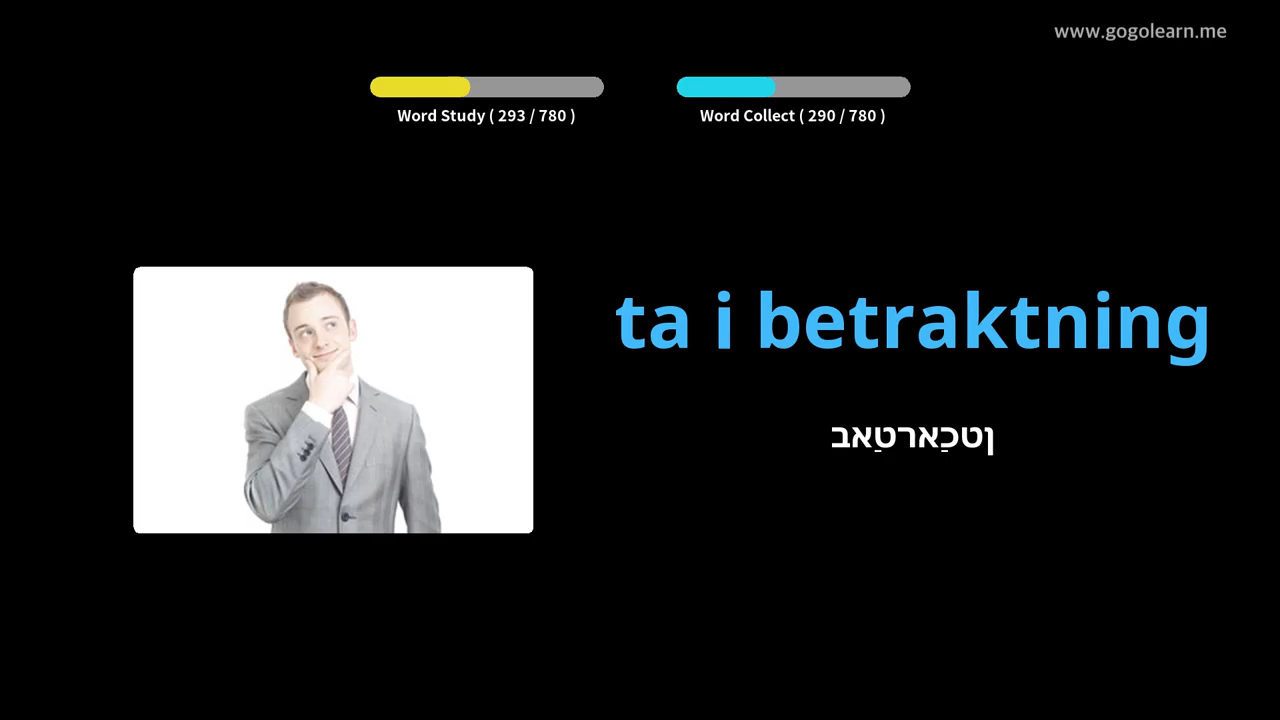 www.gogolearn.me
Word Study ( 293 / 780 )
Word Collect ( 290 / 780 )
ta i betraktning
ןטכַארטַאב